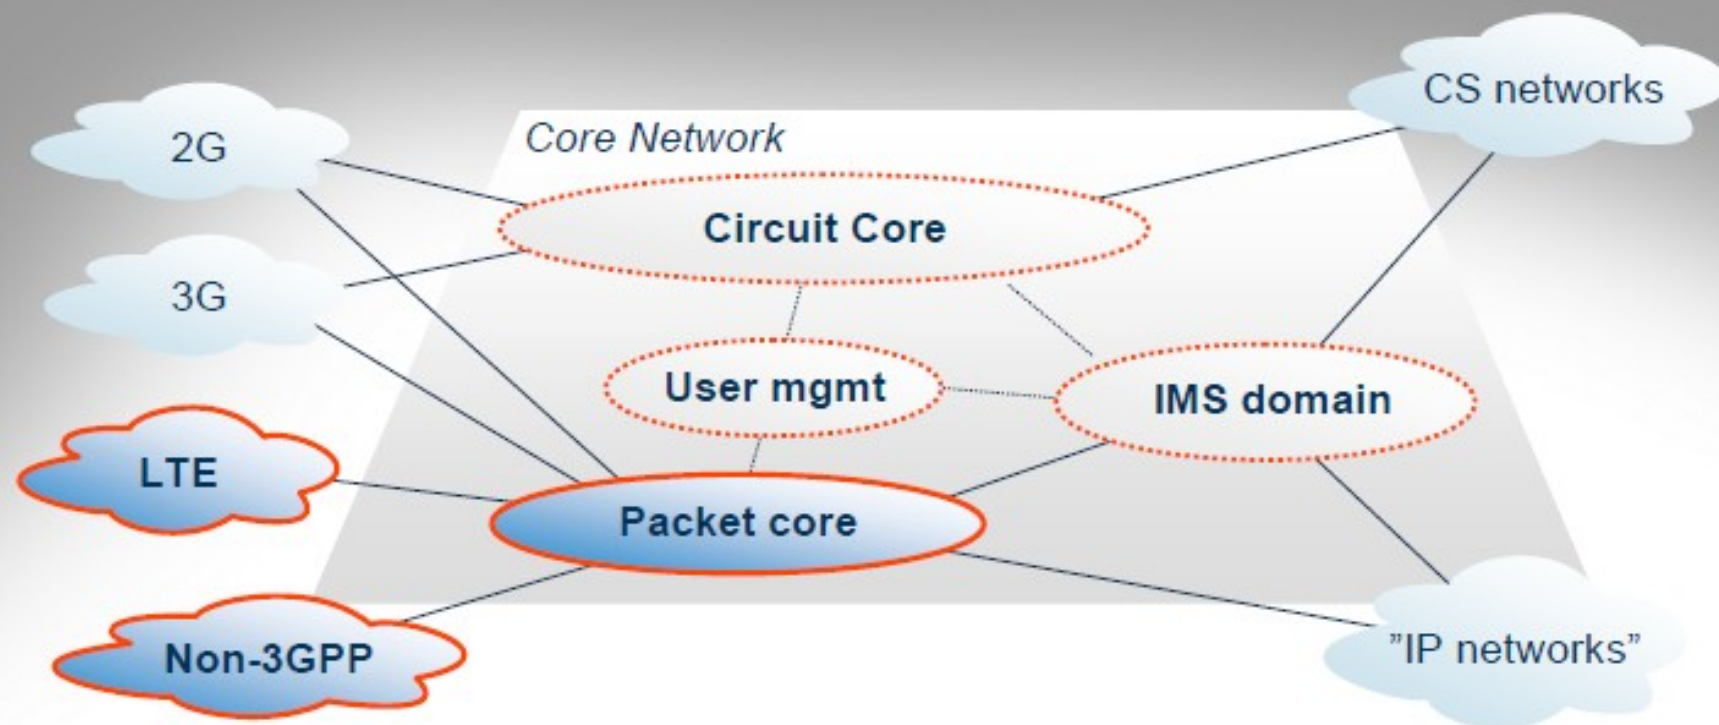 CS networks
2G
Core Network
Circuit Core
3G
User mgmt
IMS domain
LTE
Packet core
Non-3GPP
”IP networks”